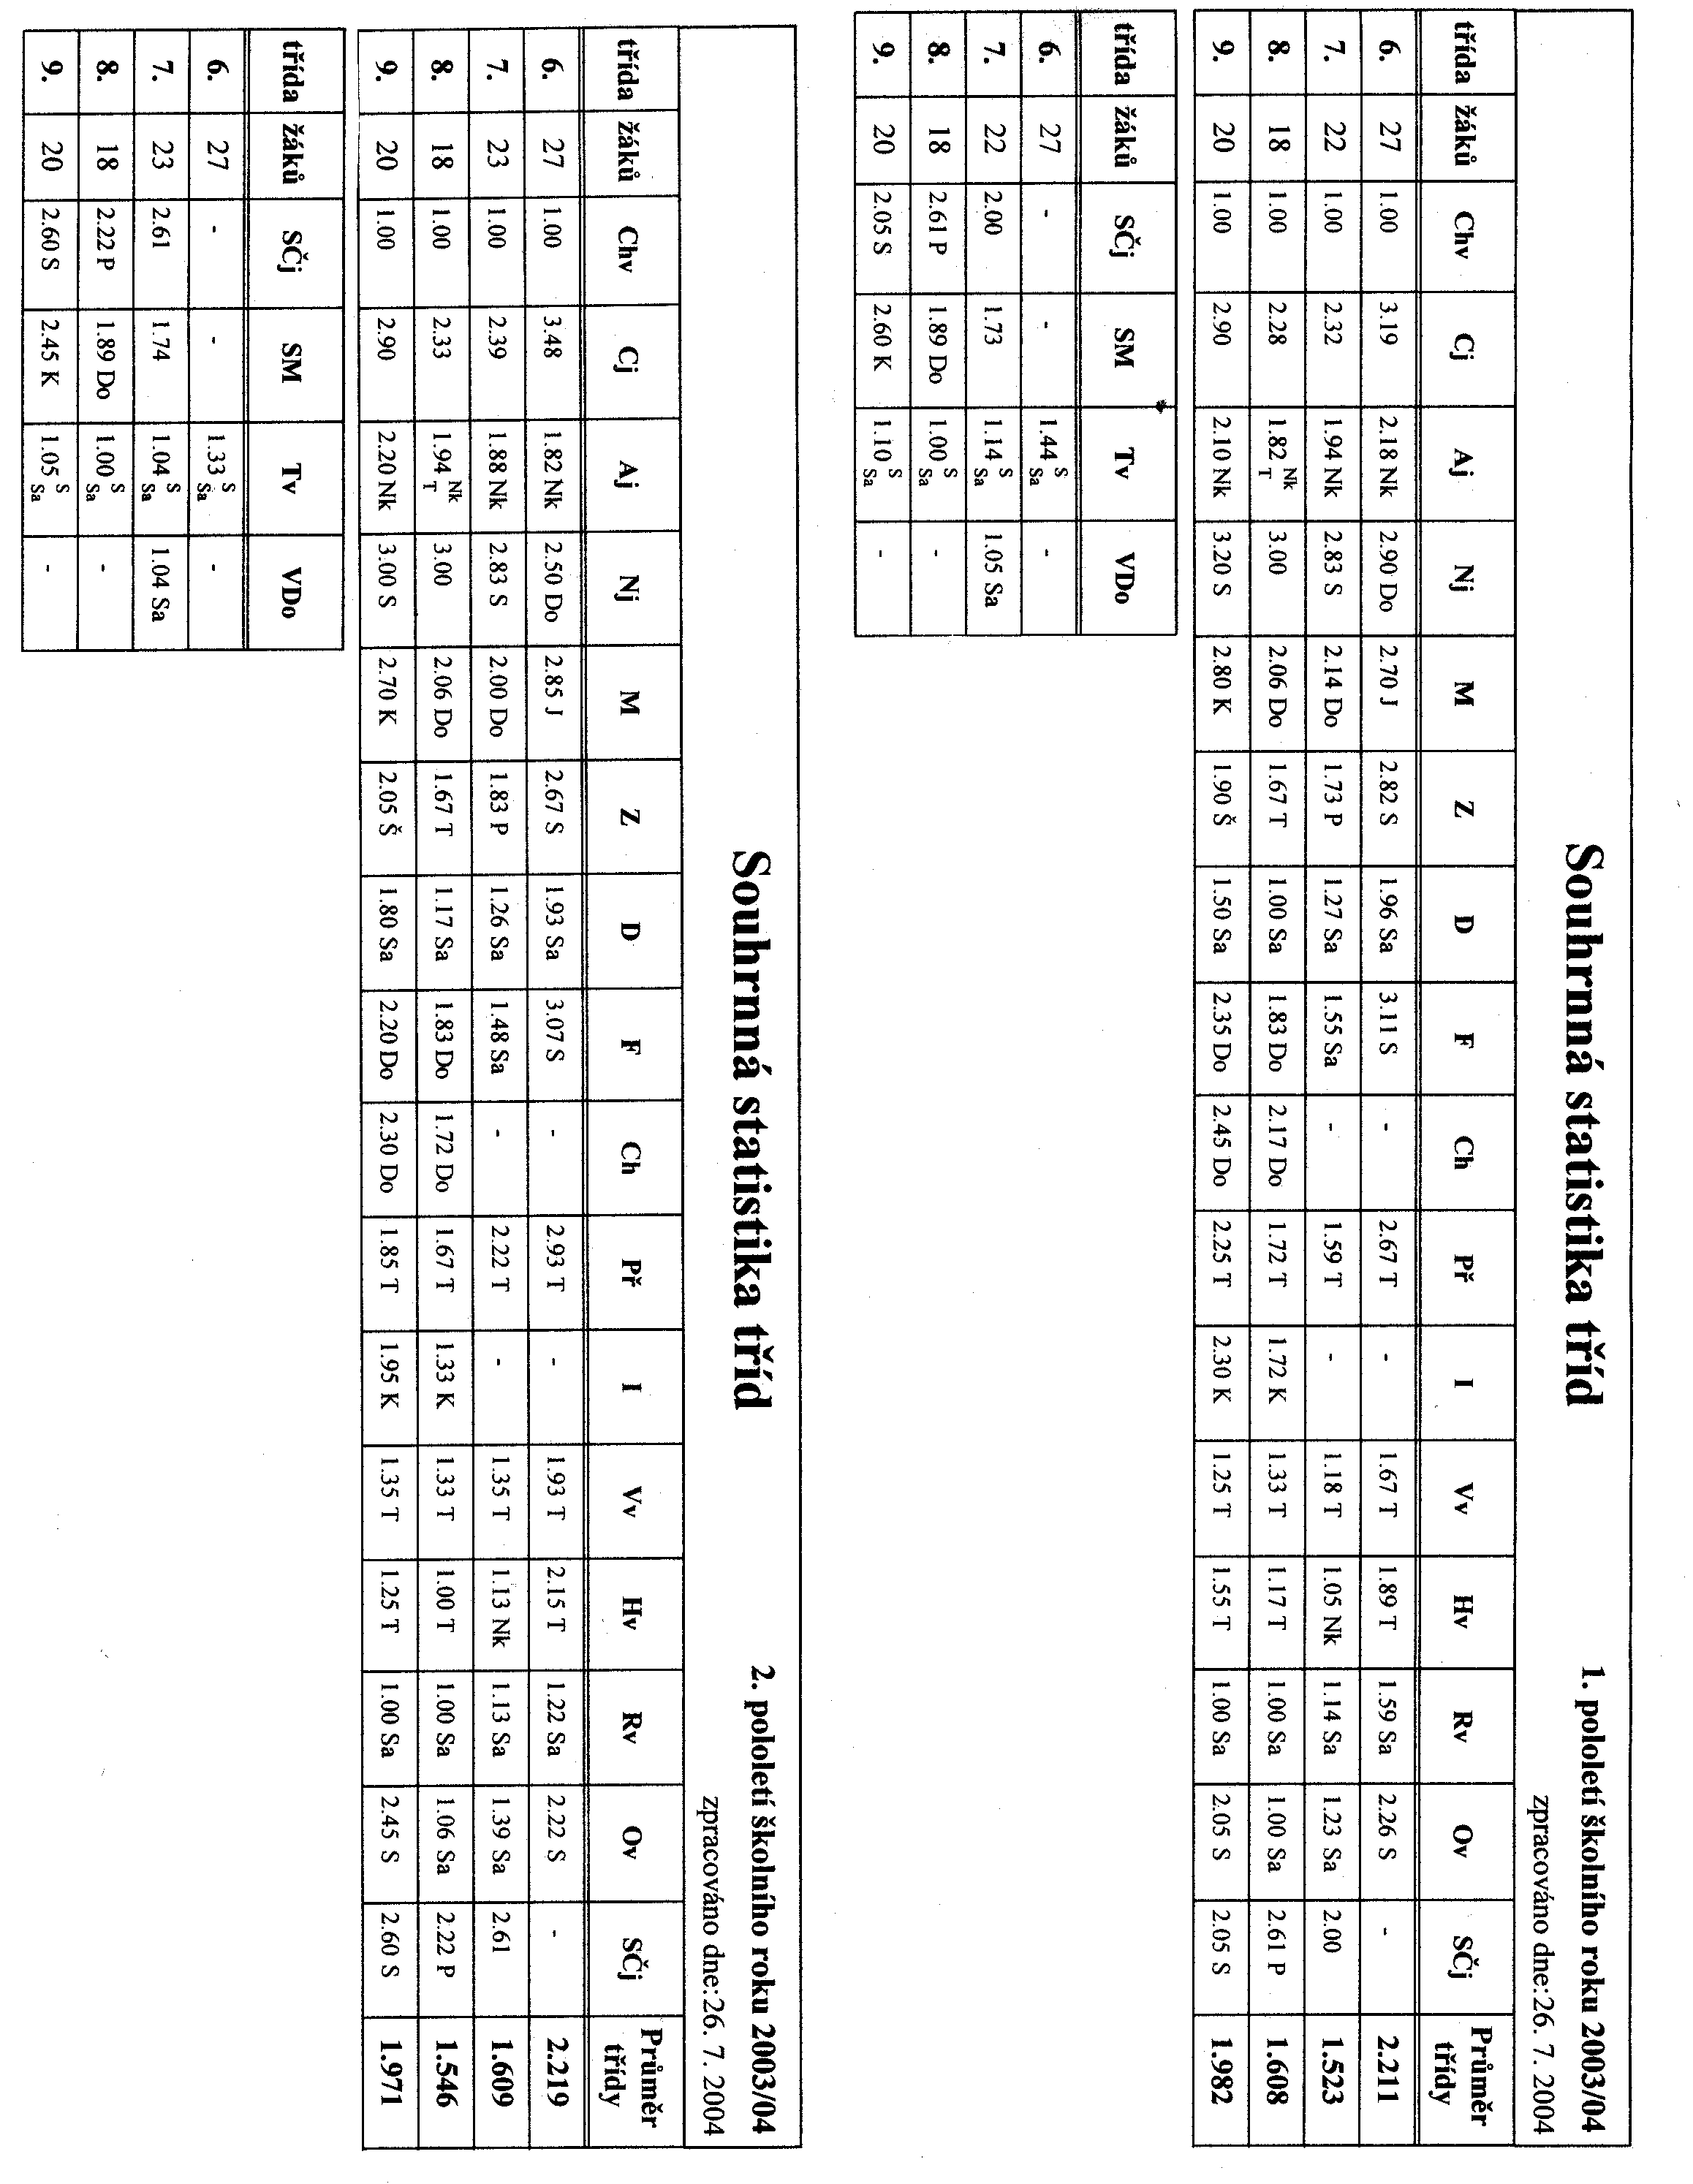 Souhrnná statistika tříd 1. pololetí školního roku 2003/04
zpracováno dne:26. 7. 2004
třída žáků Chv Cj Aj Nj M Z D F Ch Př I Vv Hv Rv Ov SČj Průměr třídy
6. 27 1.00 3.19 2.18 Nk 2.90 Do 2.70 J 2.82 S 1.96 Sa 3.11 S - 2.67 T - 1.67 T 1.89 T 1.59 Sa 2.26 S - 2.211
7. 22 1.00 2.32 1.94 Nk 2.83 S 2.14 Do 1.73 P 1.27 Sa 1.55 Sa - 1.59 T - 1.18 T 1.05 Nk 1.14 Sa 1.23 Sa 2.00 1.523
8. 18 1.00 2.28 1.82 Nk T 3.00 2.06 Do 1.67 T 1.00 Sa 1.83 Do 2.17 Do 1.72 T 1.72 K 1.33 T 1.17 T 1.00 Sa 1.00 Sa 2.61 P 1.608
9. 20 1.00 2.90 2.10 Nk 3.20 S 2.80 K 1.90 Š 1.50 Sa 2.35 Do 2.45 Do 2.25 T 2.30 K 1.25 T 1.55 T 1.00 Sa 2.05 S 2.05 S 1.982
třída žáků SČj SM Tv VDo
6. 27 - - 1.44 S Sa -
7. 22 2.00 1.73 1.14 S Sa 1.05 Sa
8. 18 2.61 P 1.89 Do 1.00 S Sa -
9. 20 2.05 S 2.60 K 1.10 S Sa -
Souhrnná statistika tříd 2. pololetí školního roku 2003/04
zpracováno dne:26. 7. 2004
třída žáků Chv Cj Aj Nj M Z D F Ch Př I Vv Hv Rv Ov SČj Průměr třídy
6. 27 1.00 3.48 1.82 Nk 2.50 Do 2.85 J 2.67 S 1.93 Sa 3.07 S - 2.93 T - 1.93 T 2.15 T 1.22 Sa 2.22 S - 2.219
7. 23 1.00 2.39 1.88 Nk 2.83 S 2.00 Do 1.83 P 1.26 Sa 1.48 Sa - 2.22 T - 1.35 T 1.13 Nk 1.13 Sa 1.39 Sa 2.61 1.609
8. 18 1.00 2.33 1.94 Nk T 3.00 2.06 Do 1.67 T 1.17 Sa 1.83 Do 1.72 Do 1.67 T 1.33 K 1.33 T 1.00 T 1.00 Sa 1.06 Sa 2.22 P 1.546
9. 20 1.00 2.90 2.20 Nk 3.00 S 2.70 K 2.05 Š 1.80 Sa 2.20 Do 2.30 Do 1.85 T 1.95 K 1.35 T 1.25 T 1.00 Sa 2.45 S 2.60 S 1.971
třída žáků SČj SM Tv VDo
6. 27 - - 1.33 S Sa -
7. 23 2.61 1.74 1.04 S Sa 1.04 Sa
8. 18 2.22 P 1.89 Do 1.00 S Sa -
9. 20 2.60 S 2.45 K 1.05 S Sa -